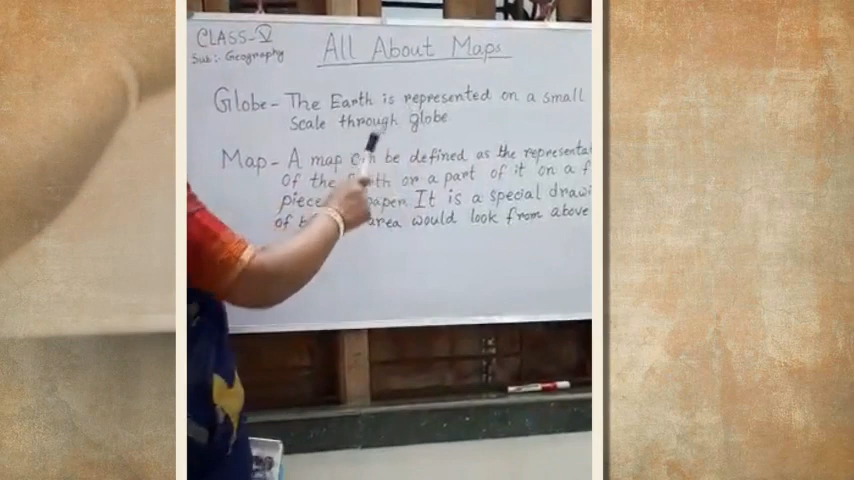 CLASS-V
Sub:- Geography
All About Maps
Globe - The Earth is represented on a small
scale through globe
Map - A map can be defined as the
of the Earth or a part of it on a
piece paper. It is a special
of area would look from above